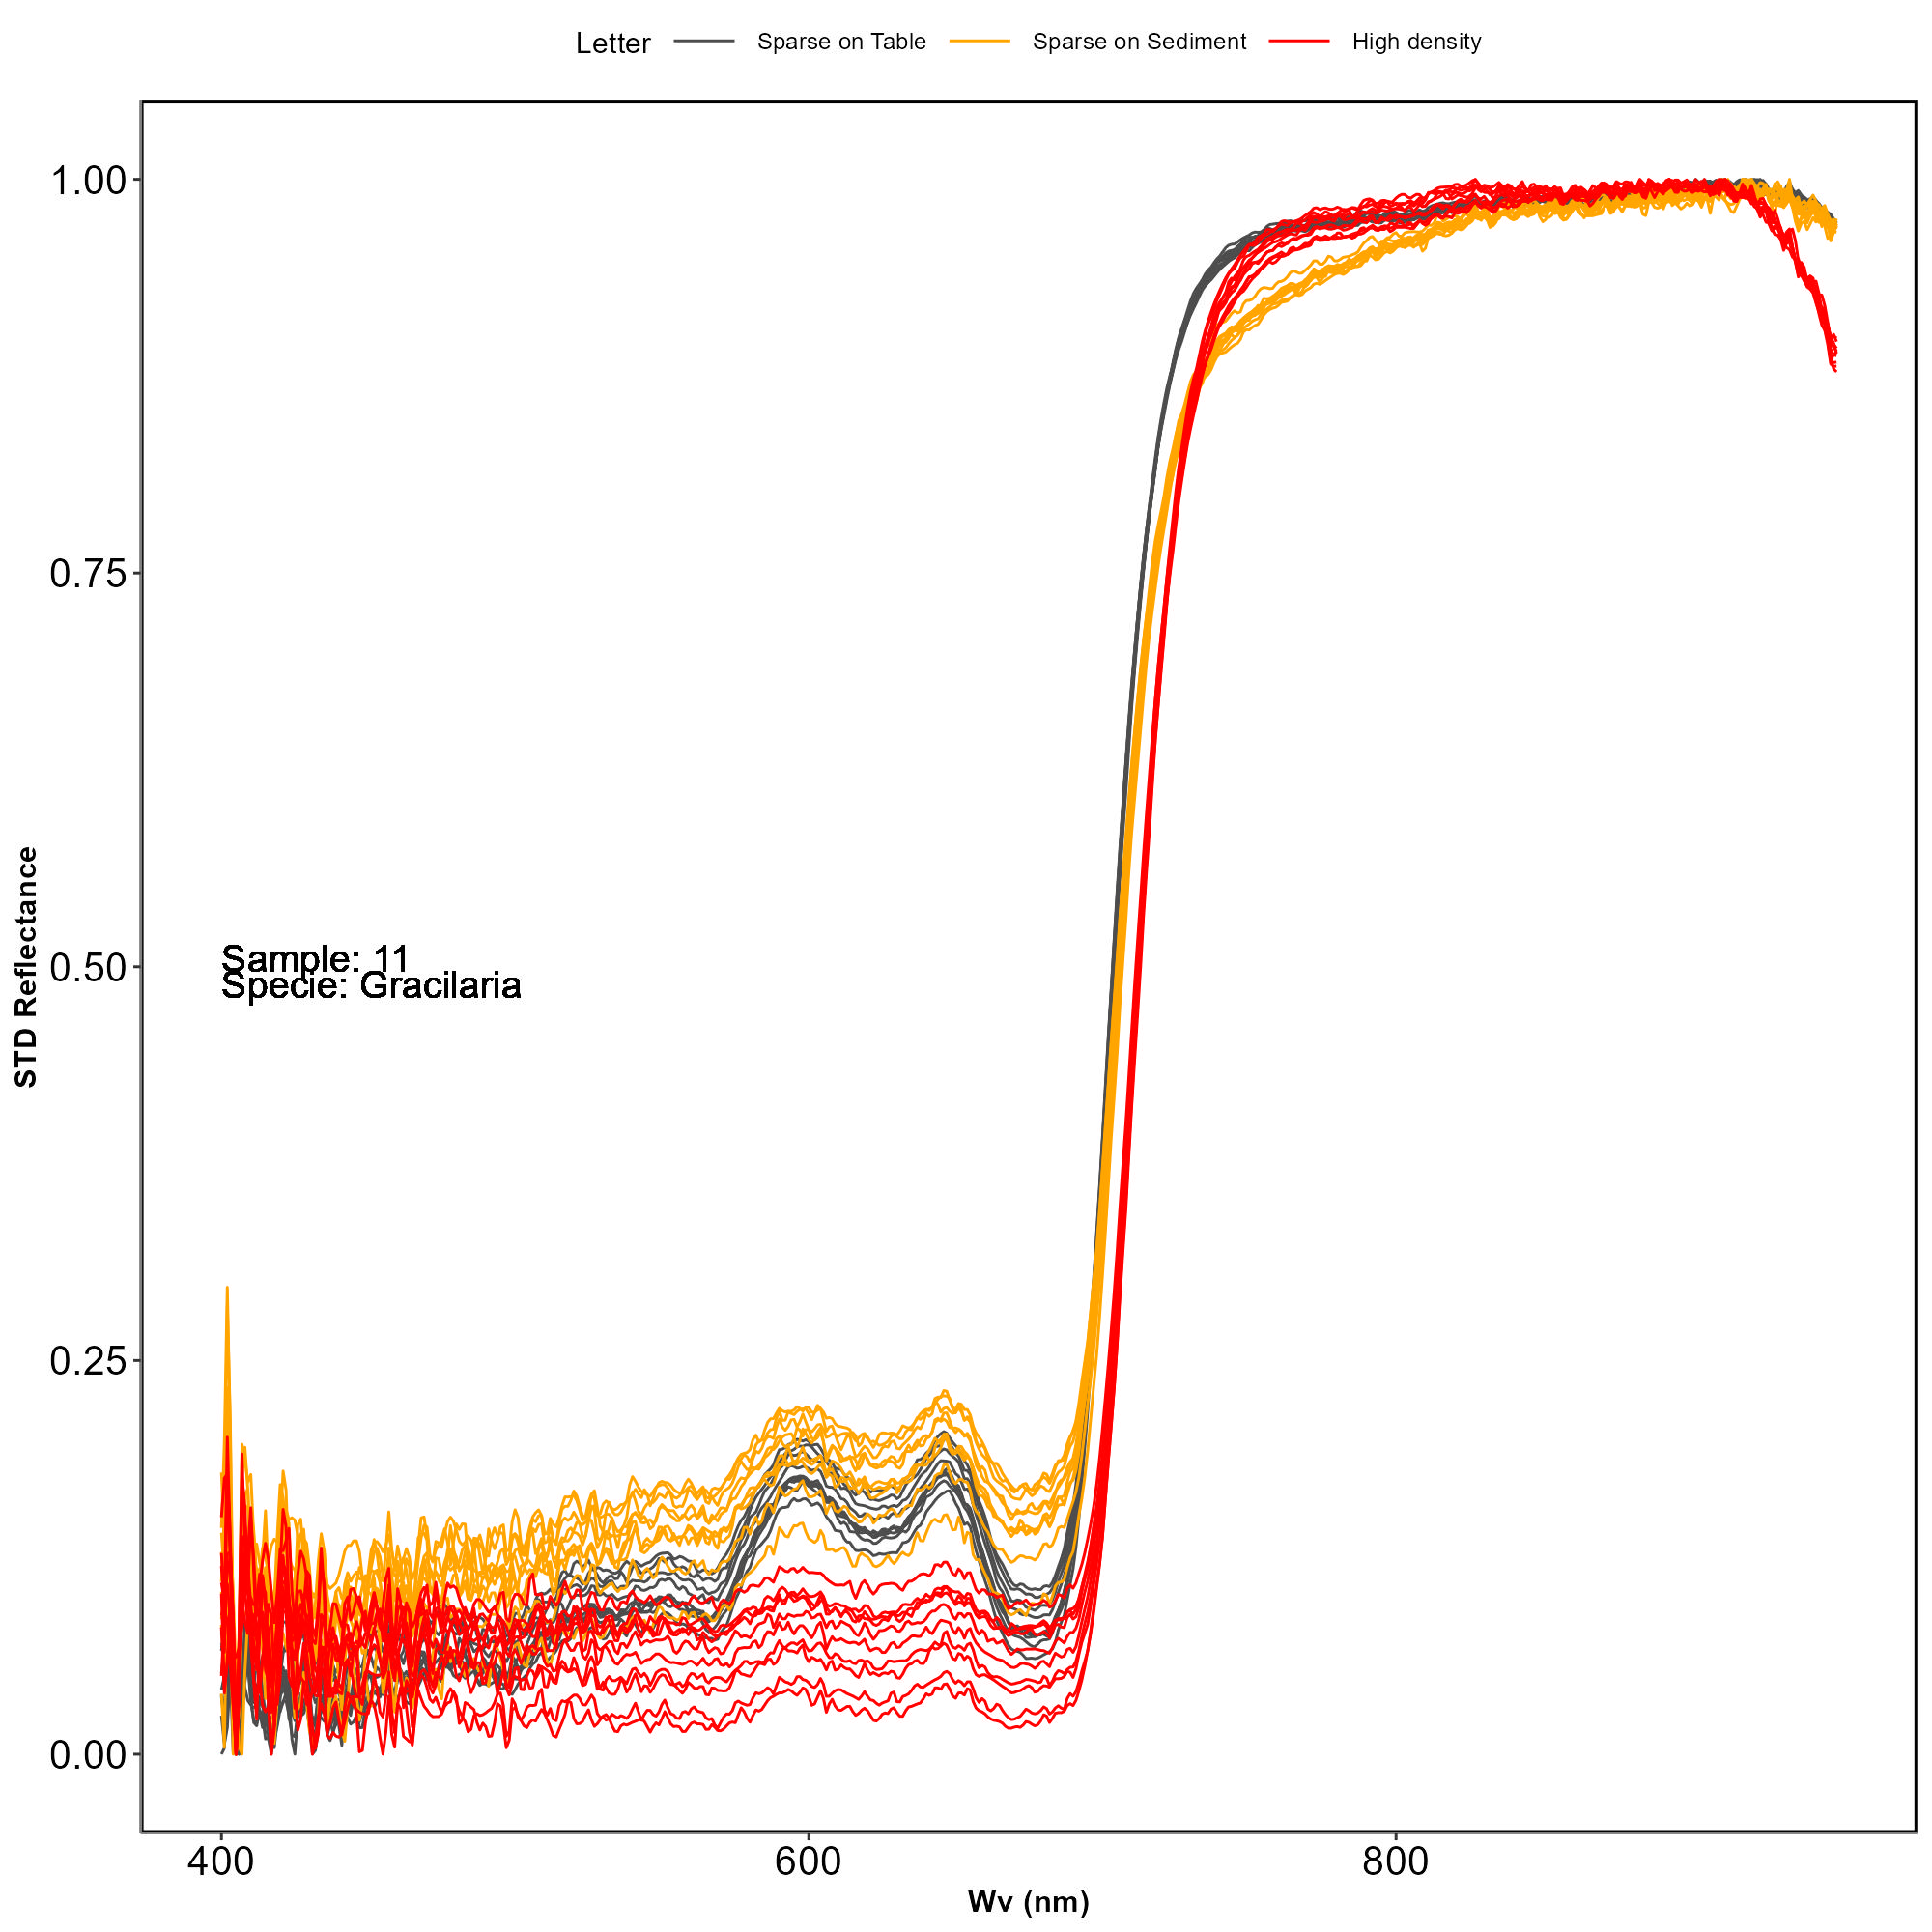 Letter Sparse on Table Sparse on Sediment High density
1.00
0.75
0.50
0.25
0.00
STD Reflectance
Sample: 11
Specie: Gracilaria
400 600 800
Wv (nm)